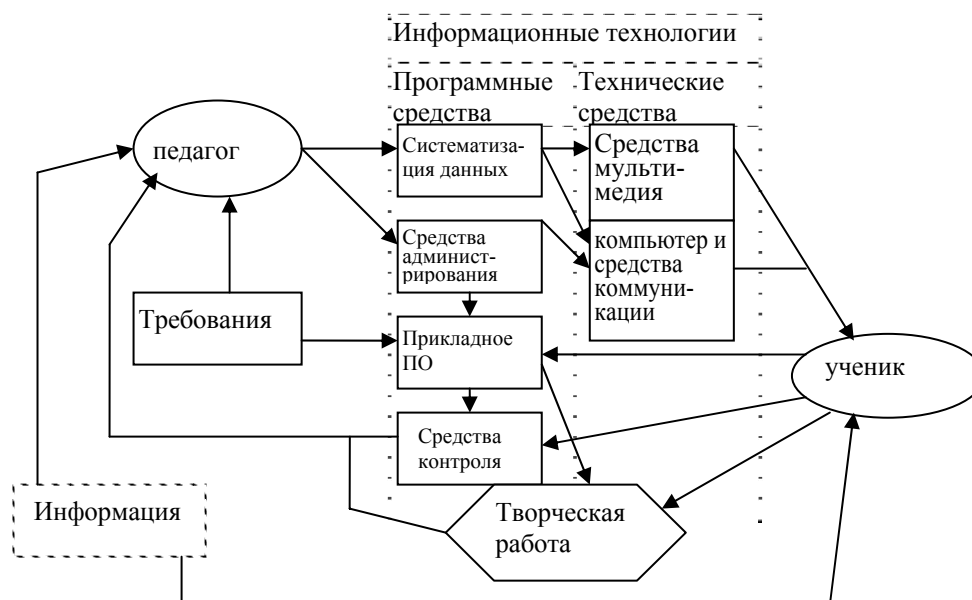 Информационные технологии
Программные
средства
Технические
средства
педагог
Систематиза-
ция данных
Средства
мульти-
медия
Средства
админист-
рирования
компьютер и
средства
коммуни-
кации
Требования
Прикладное
ПО
ученик
Средства
контроля
Информация
Творческая
работа